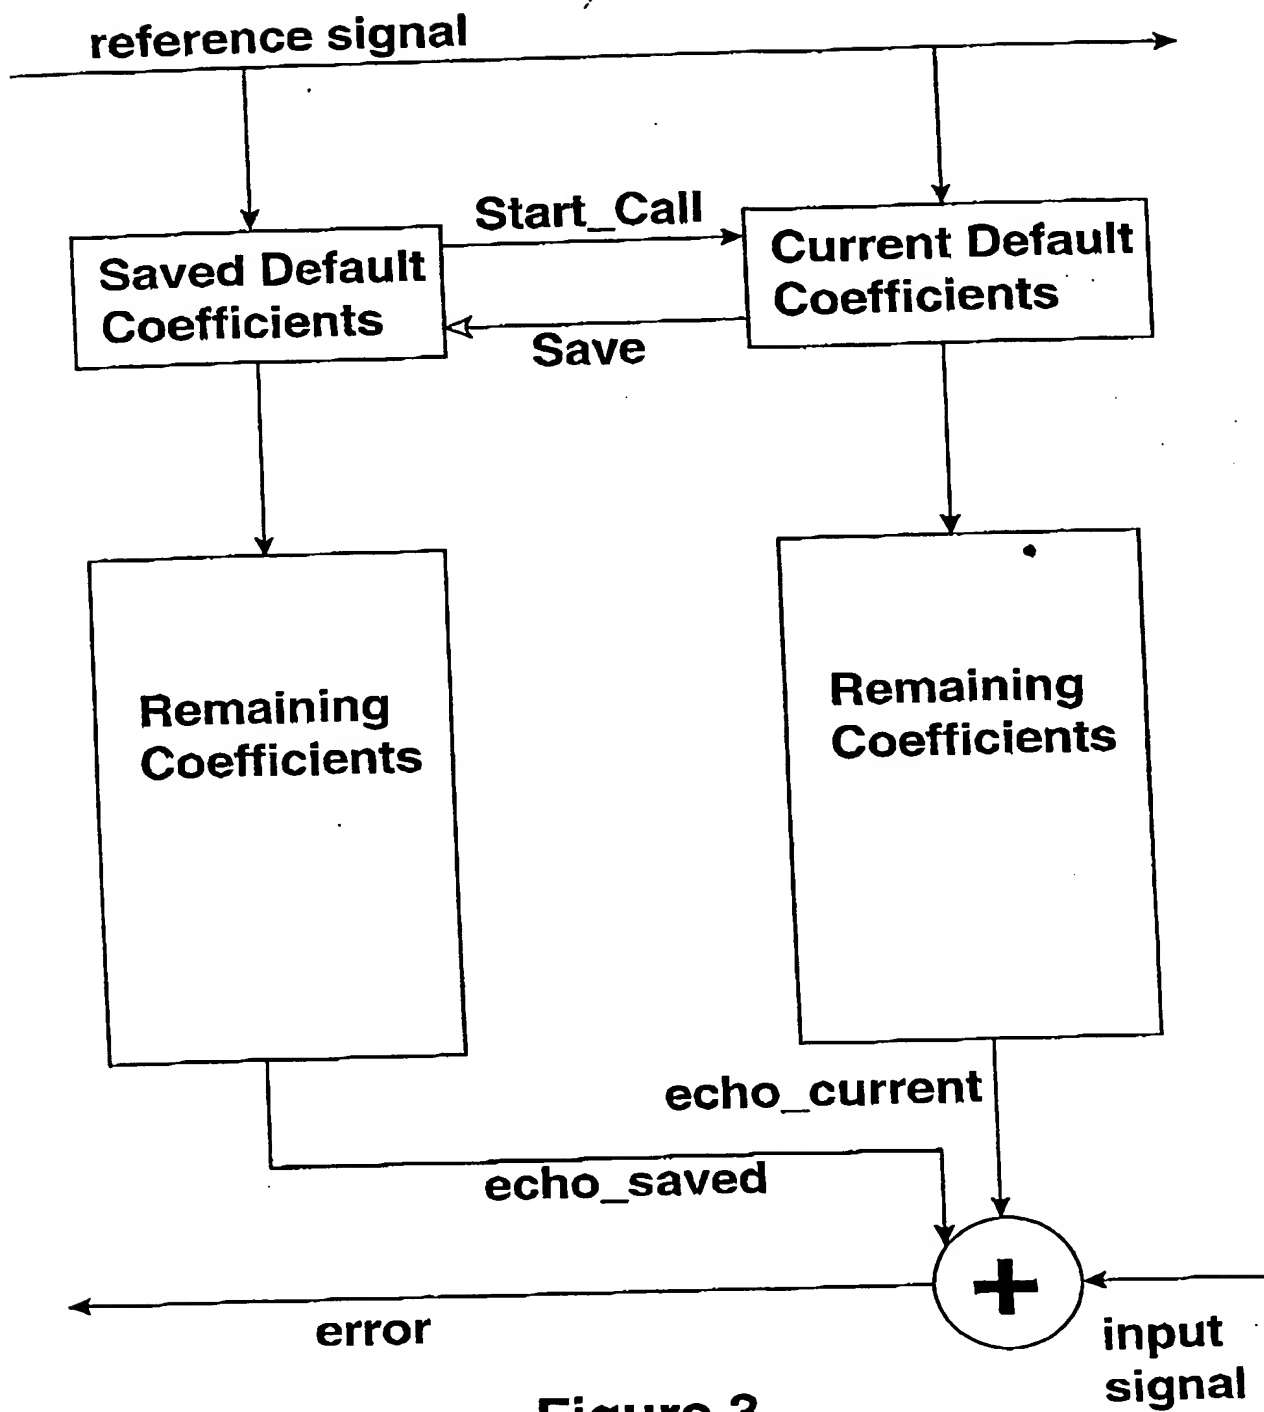 reference signal
Start_Call
Saved Default
Coefficients
Current Default
Coefficients
Save
Remaining
Coefficients
Remaining
Coefficients
echo_current
echo_saved
error
input
signal